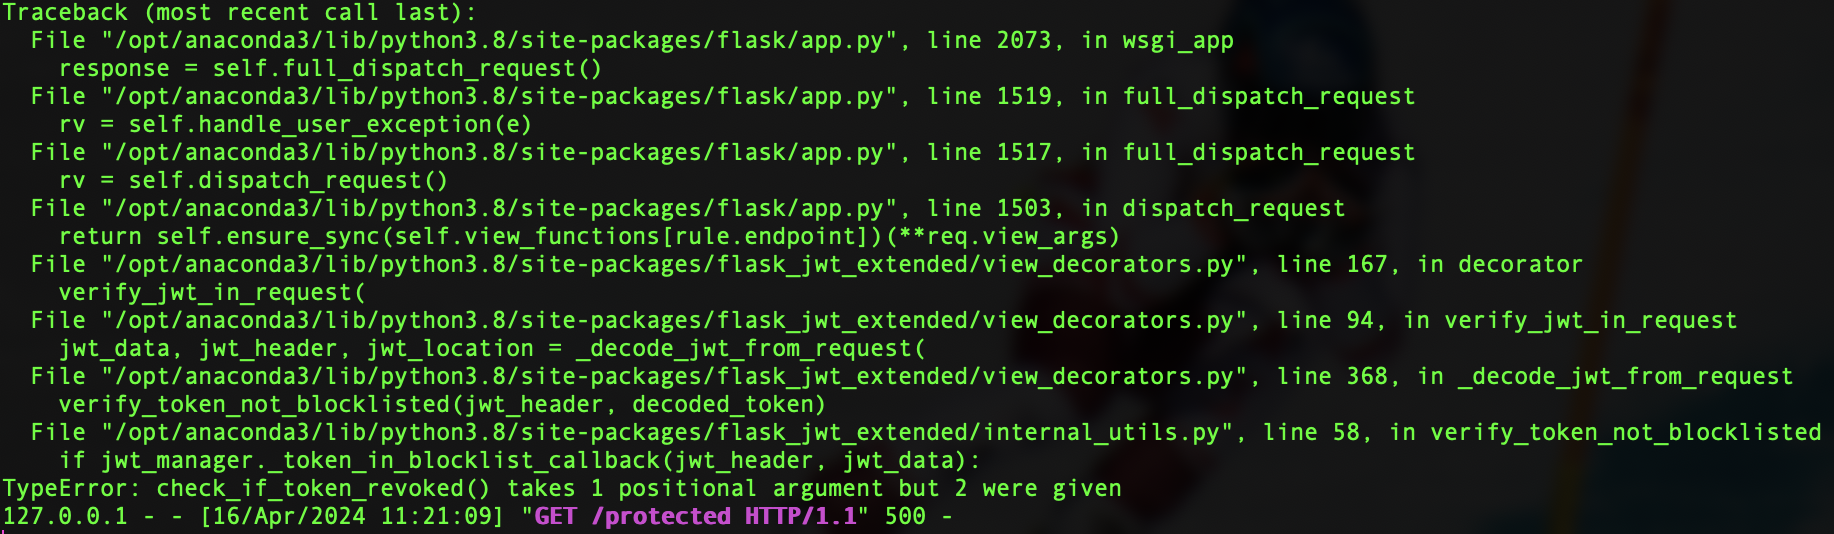 Traceback (most recent call last):
  File "/opt/anaconda3/lib/python3.8/site-packages/flask/app.py", line 2073, in wsgi_app
    response = self.full_dispatch_request()
  File "/opt/anaconda3/lib/python3.8/site-packages/flask/app.py", line 1519, in full_dispatch_request
    rv = self.handle_user_exception(e)
  File "/opt/anaconda3/lib/python3.8/site-packages/flask/app.py", line 1517, in full_dispatch_request
    rv = self.dispatch_request()
  File "/opt/anaconda3/lib/python3.8/site-packages/flask/app.py", line 1503, in dispatch_request
    return self.ensure_sync(self.view_functions[rule.endpoint])(**req.view_args)
  File "/opt/anaconda3/lib/python3.8/site-packages/flask_jwt_extended/view_decorators.py", line 167, in decorator
    verify_jwt_in_request(
  File "/opt/anaconda3/lib/python3.8/site-packages/flask_jwt_extended/view_decorators.py", line 94, in verify_jwt_in_request
    jwt_data, jwt_header, jwt_location = _decode_jwt_from_request(
  File "/opt/anaconda3/lib/python3.8/site-packages/flask_jwt_extended/view_decorators.py", line 368, in _decode_jwt_from_request
    verify_token_not_blocklisted(jwt_header, decoded_token)
  File "/opt/anaconda3/lib/python3.8/site-packages/flask_jwt_extended/internal_utils.py", line 58, in verify_token_not_blocklisted
    if jwt_manager._token_in_blocklist_callback(jwt_header, jwt_data):
TypeError: check_if_token_revoked() takes 1 positional argument but 2 were given
127.0.0.1 - - [16/Apr/2024 11:21:09] "GET /protected HTTP/1.1" 500 -